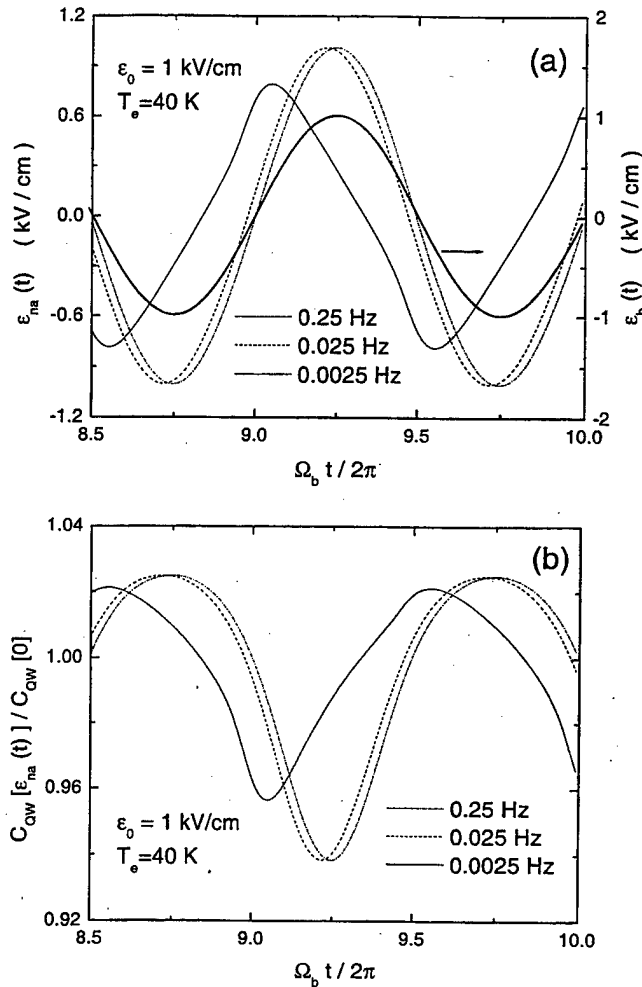 (a)
ε₀ = 1 kV/cm
Tₑ=40 K
1.2
0.6
0.0
-0.6
-1.2
ε_na (t) ( kV / cm )
2
1
0
-1
-2
ε_b (t) ( kV / cm )
0.25 Hz
0.025 Hz
0.0025 Hz
8.5 9.0 9.5 10.0
Ω_b t / 2π
(b)
1.04
1.00
0.96
0.92
C_QW [ε_na (t) ] / C_QW [0]
ε₀ = 1 kV/cm
Tₑ=40 K
0.25 Hz
0.025 Hz
0.0025 Hz
8.5 9.0 9.5 10.0
Ω_b t / 2π